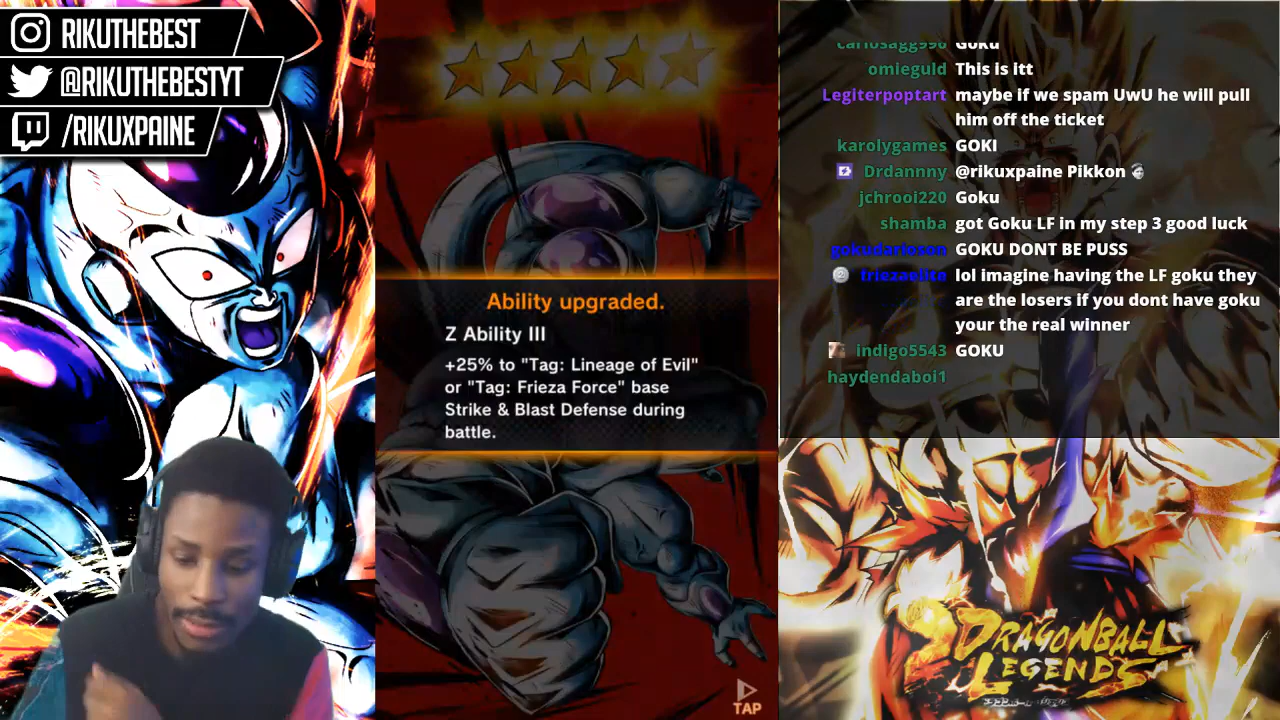 RIKUTHEBEST
@RIKUTHEBESTYT
/RIKUXPAINE
Ability upgraded.
Z Ability III
+25% to "Tag: Lineage of Evil"
or "Tag: Frieza Force" base
Strike & Blast Defense during
battle.
TAP
carlosagg996 Goku
omieguld This is itt
Legiterpoptart maybe if we spam UwU he will pull
him off the ticket
karolygames GOKI
Drdannny @rikuxpaine Pikkon
jchrooi220 Goku
shamba got Goku LF in my step 3 good luck
gokudarloson GOKU DONT BE PUSS
friezaelite lol imagine having the LF goku they
are the losers if you dont have goku
your the real winner
indigo5543 GOKU
haydendaboi1
DRAGONBALL
LEGENDS